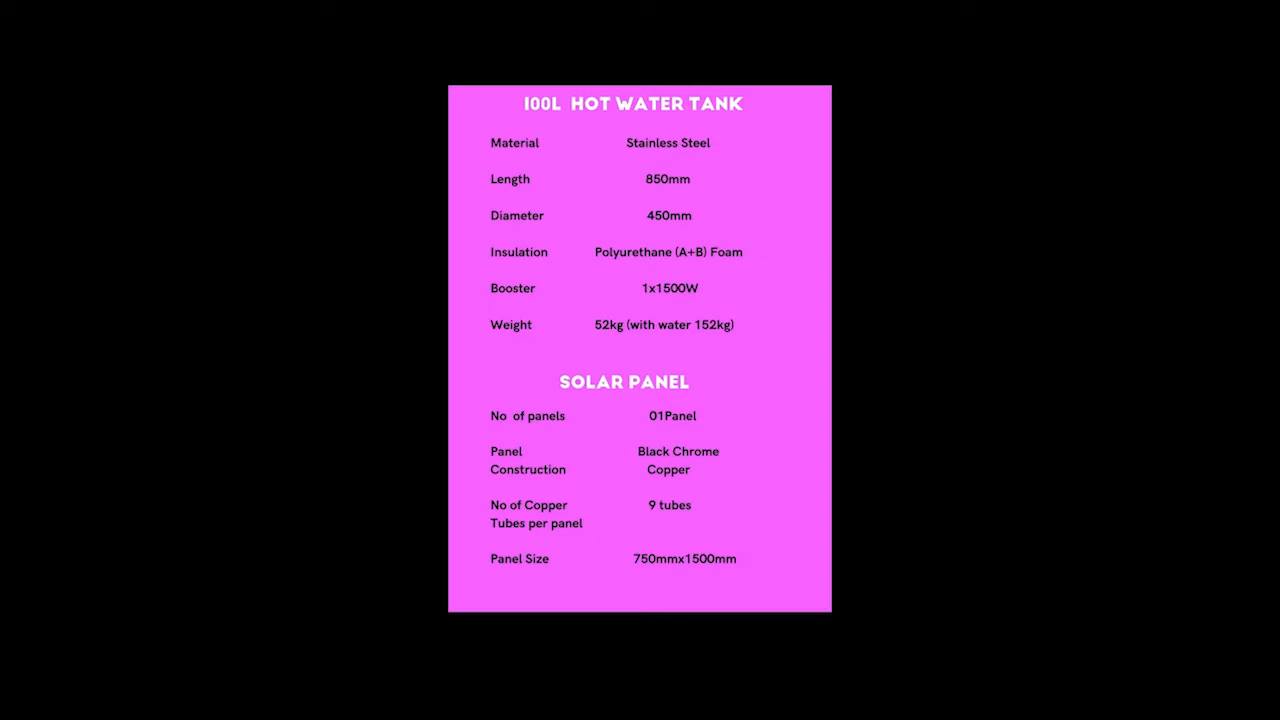 100L HOT WATER TANK
Material Stainless Steel
Length 850mm
Diameter 450mm
Insulation Polyurethane (A+B) Foam
Booster 1x1500W
Weight 52kg (with water 152kg)
SOLAR PANEL
No of panels 01Panel
Panel Black Chrome
Construction Copper
No of Copper 9 tubes
Tubes per panel
Panel Size 750mmx1500mm